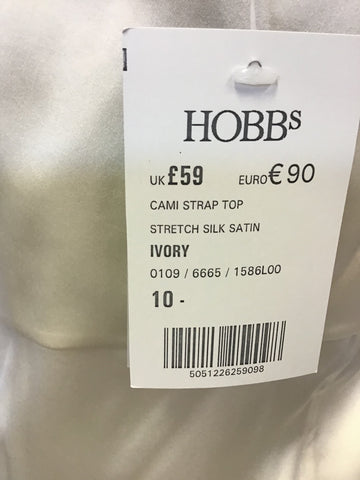 HOBBS
UK £59 EURO €90
CAMI STRAP TOP
STRETCH SILK SATIN
IVORY
0109 / 6665 / 1586L00
10 -
5051226259098